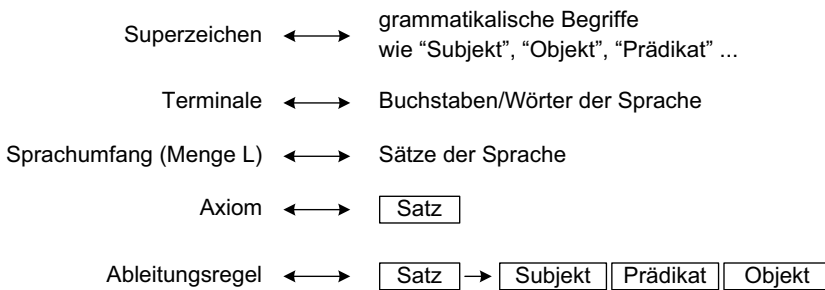 Superzeichen ⟷ grammatikalische Begriffe
wie “Subjekt”, “Objekt”, “Prädikat” ...
Terminale ⟷ Buchstaben/Wörter der Sprache
Sprachumfang (Menge L) ⟷ Sätze der Sprache
Axiom ⟷ Satz
Ableitungsregel ⟷ Satz → Subjekt Prädikat Objekt